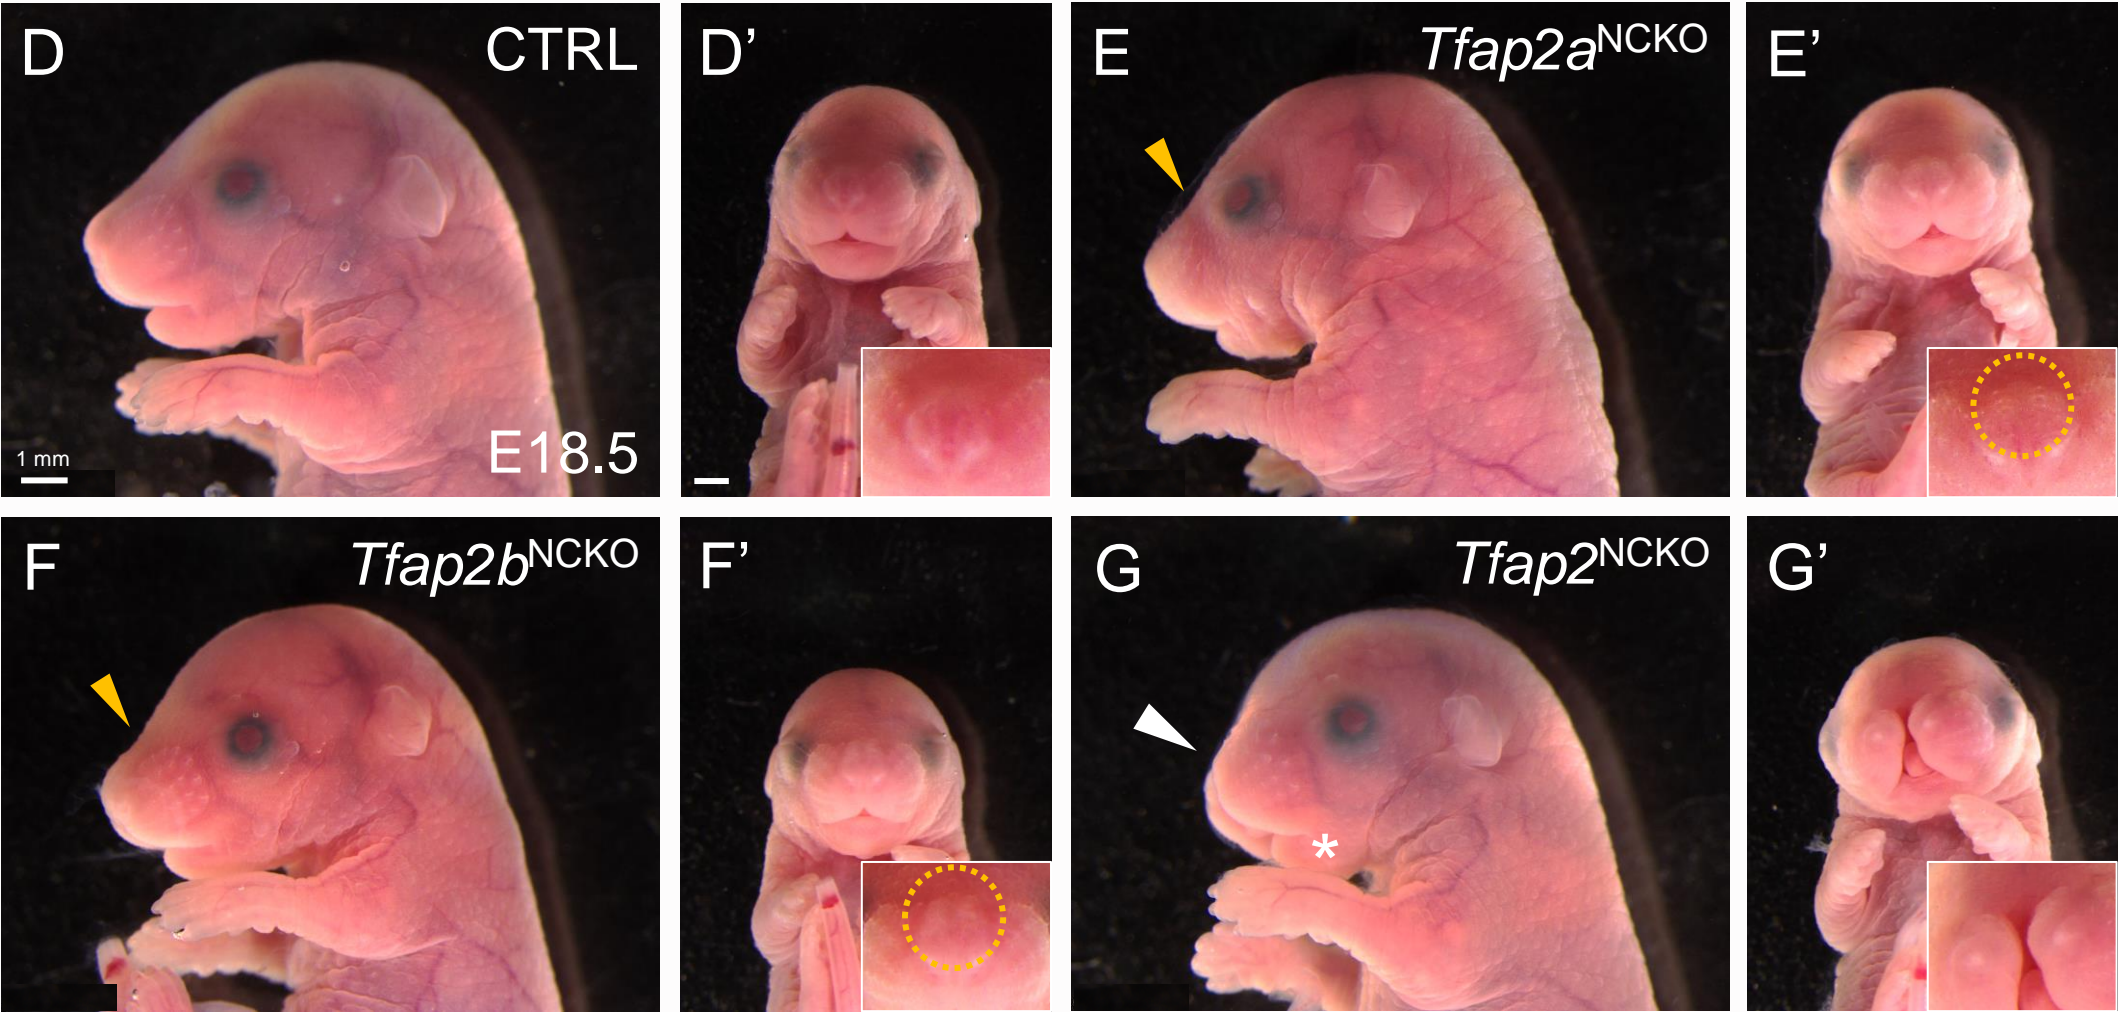 D CTRL
D’
E Tfap2aNCKO
E’
1 mm
E18.5
F Tfap2bNCKO
F’
G Tfap2NCKO
G’
*